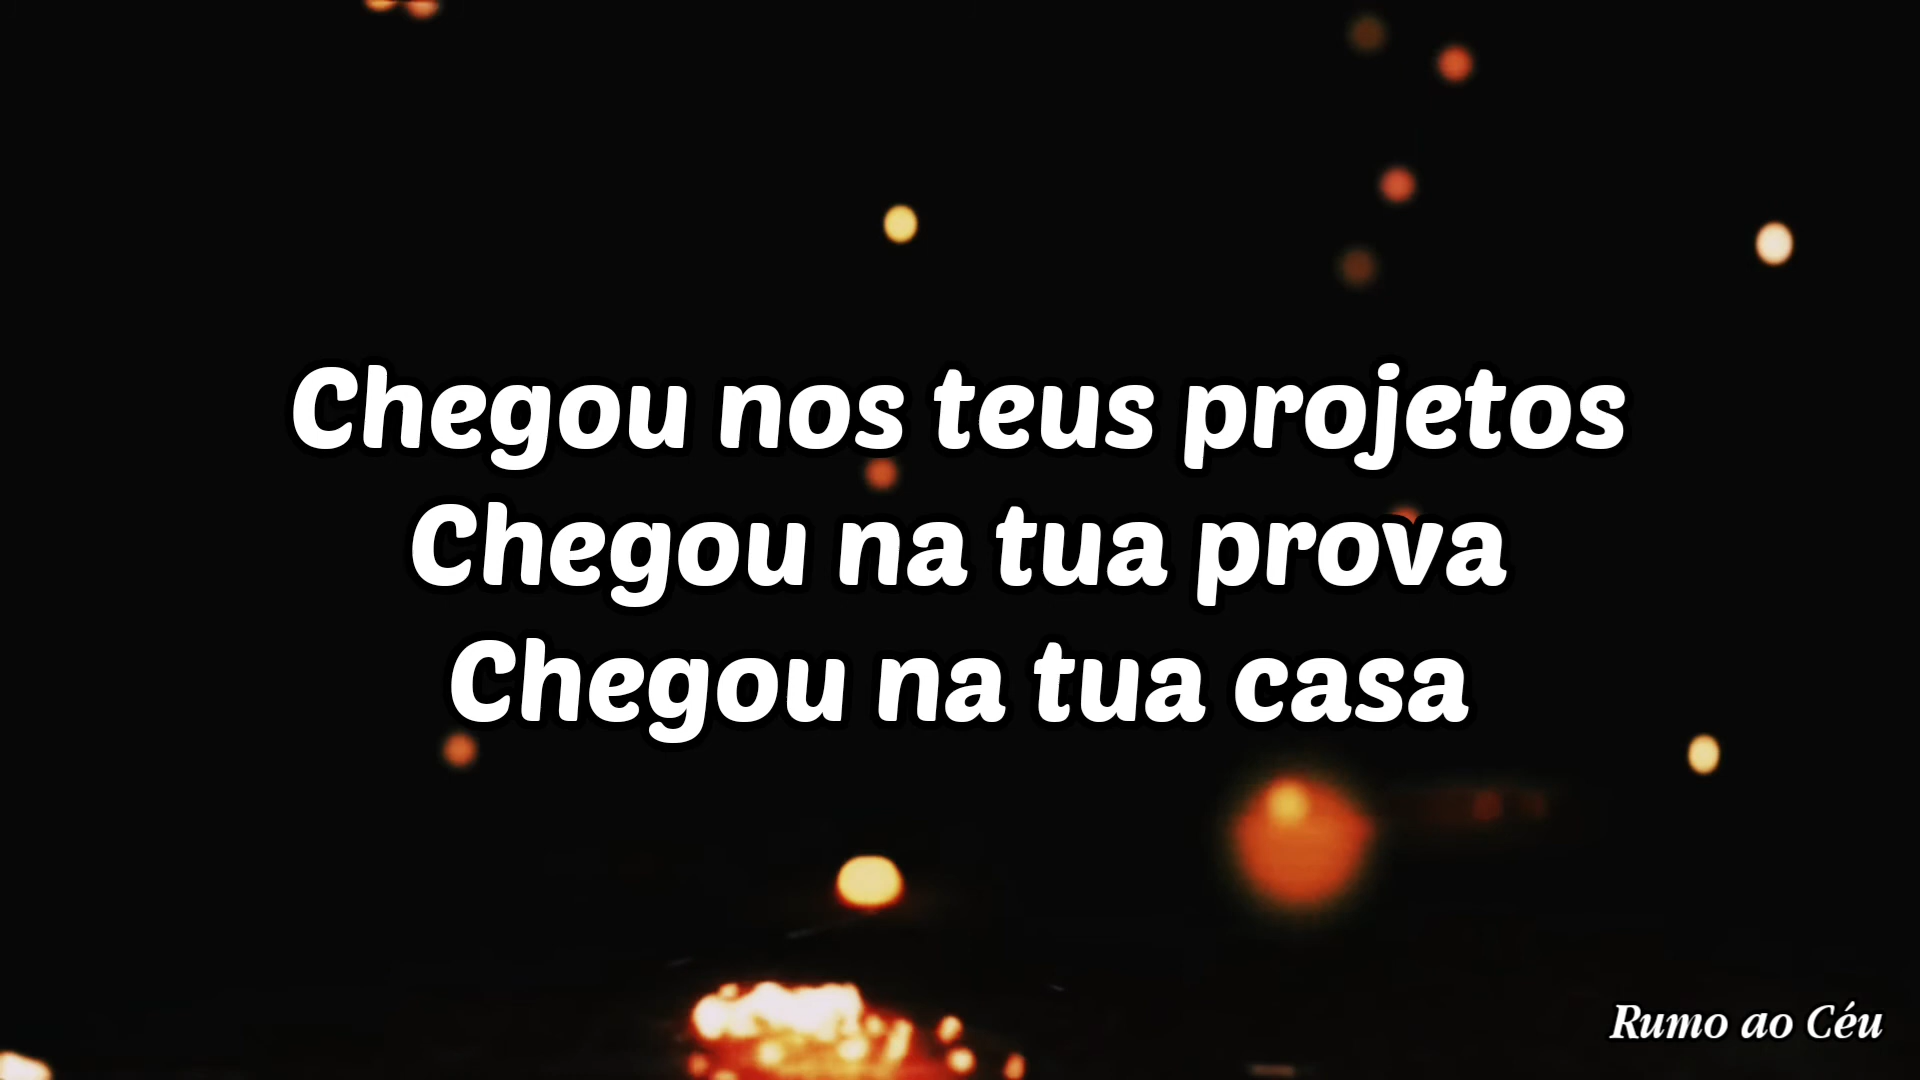 Chegou nos teus projetos
Chegou na tua prova
Chegou na tua casa
Rumo ao Céu